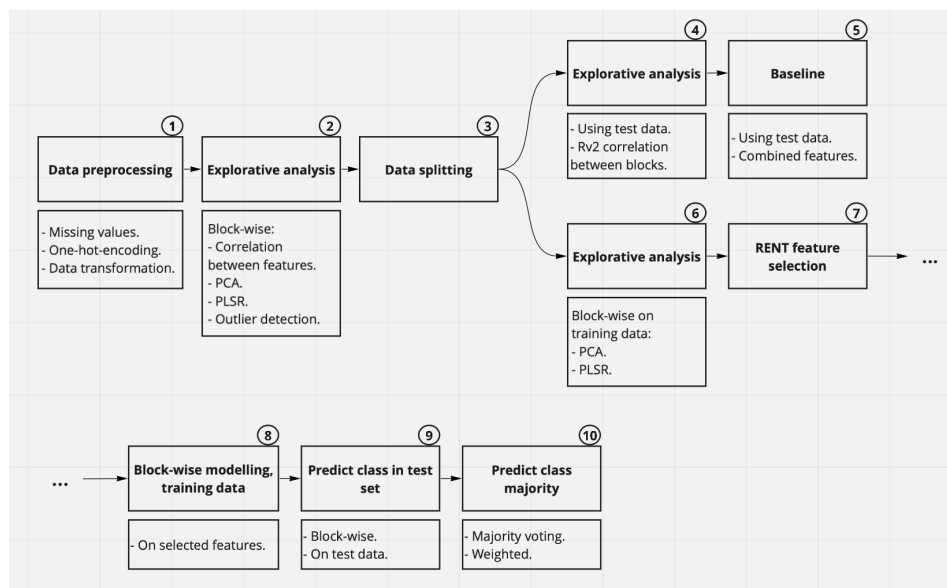 1
Data preprocessing
- Missing values.
- One-hot-encoding.
- Data transformation.
2
Explorative analysis
Block-wise:
- Correlation
between features.
- PCA.
- PLSR.
- Outlier detection.
3
Data splitting
4
Explorative analysis
- Using test data.
- Rv2 correlation
between blocks.
5
Baseline
- Using test data.
- Combined features.
6
Explorative analysis
Block-wise on
training data:
- PCA.
- PLSR.
7
RENT feature
selection
...
...
8
Block-wise modelling,
training data
- On selected features.
9
Predict class in test
set
- Block-wise.
- On test data.
10
Predict class
majority
- Majority voting.
- Weighted.